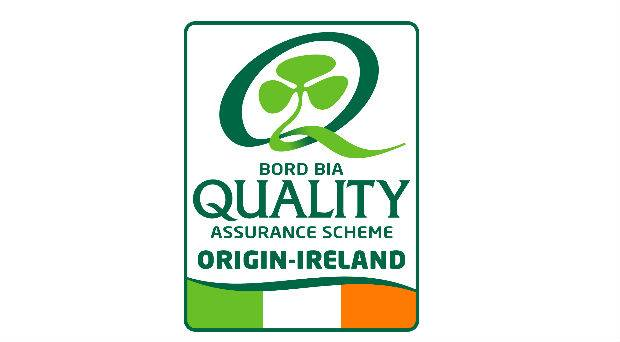 BORD BIA
QUALITY
ASSURANCE SCHEME
ORIGIN-IRELAND